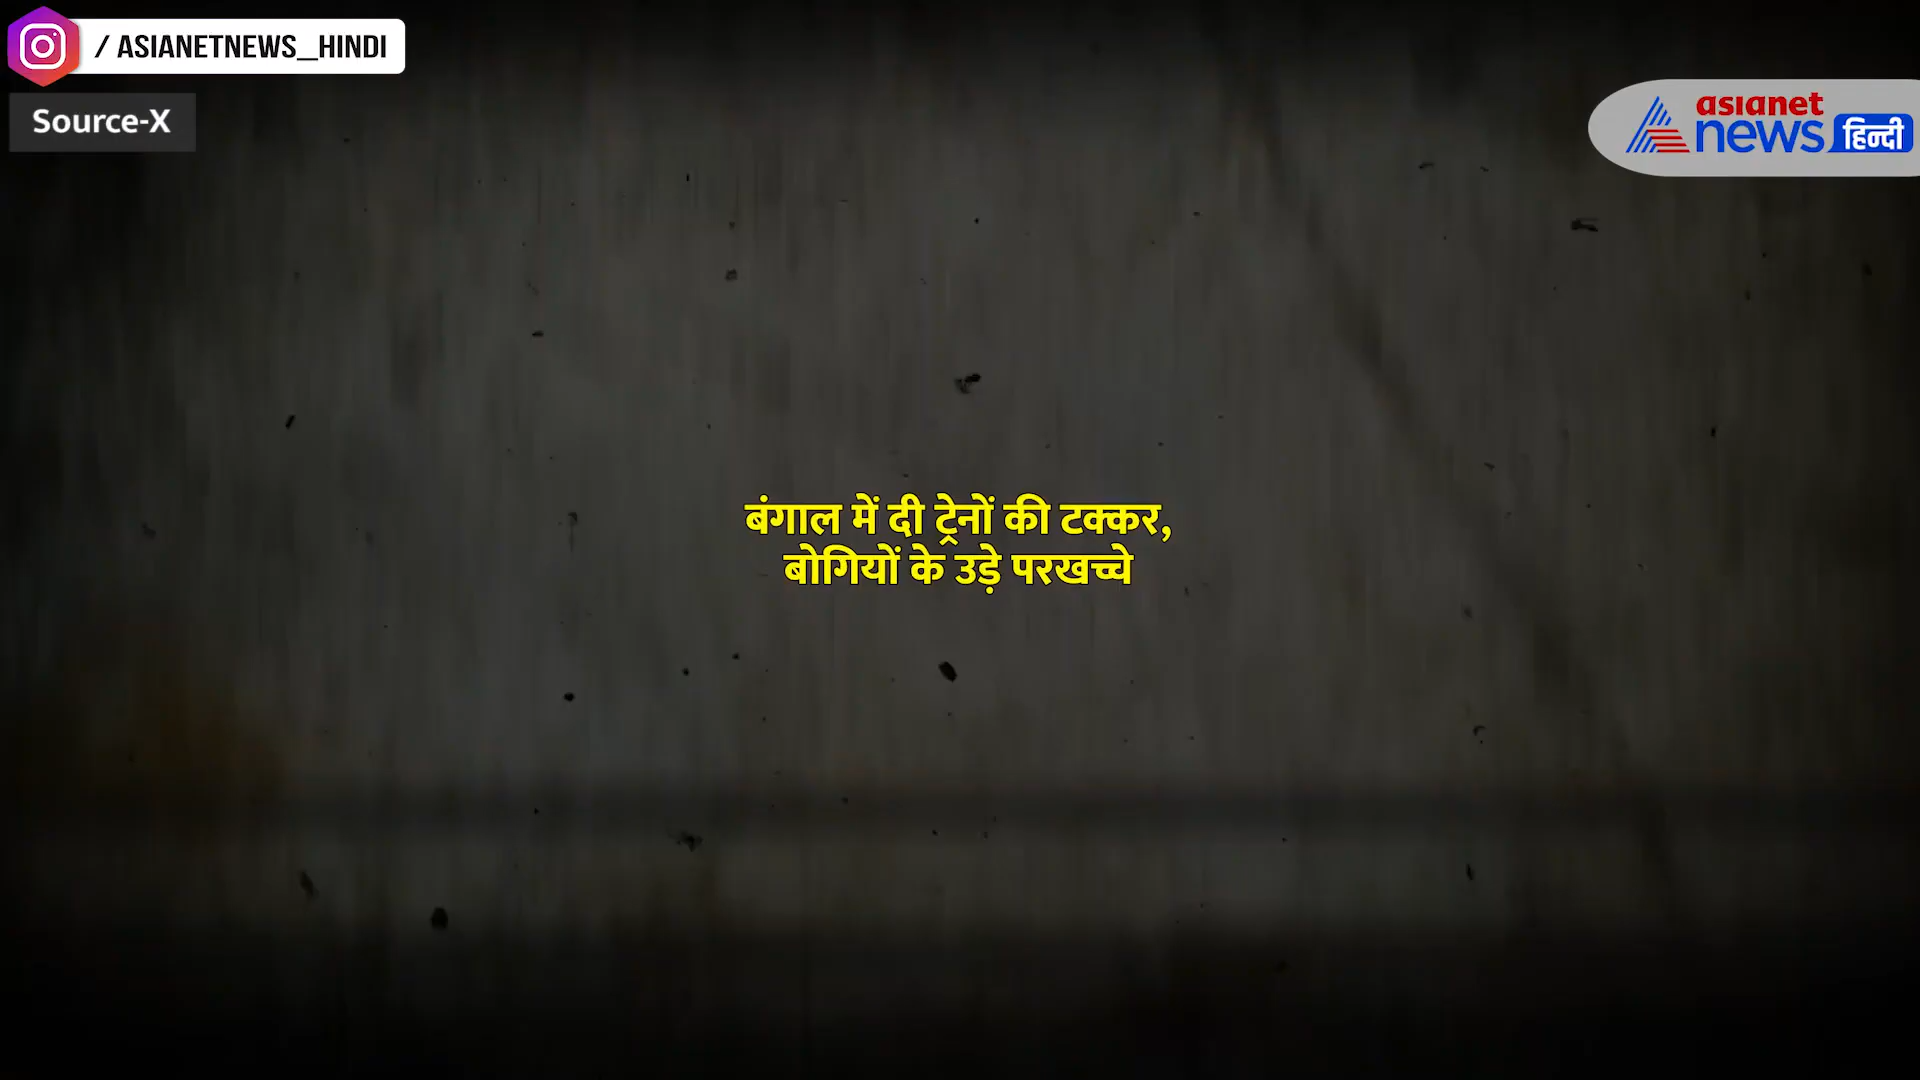 / ASIANETNEWS_HINDI
Source-X
asianet
news हिन्दी
बंगाल में दी ट्रेनों की टक्कर,
बोगियों के उड़े परखच्चे